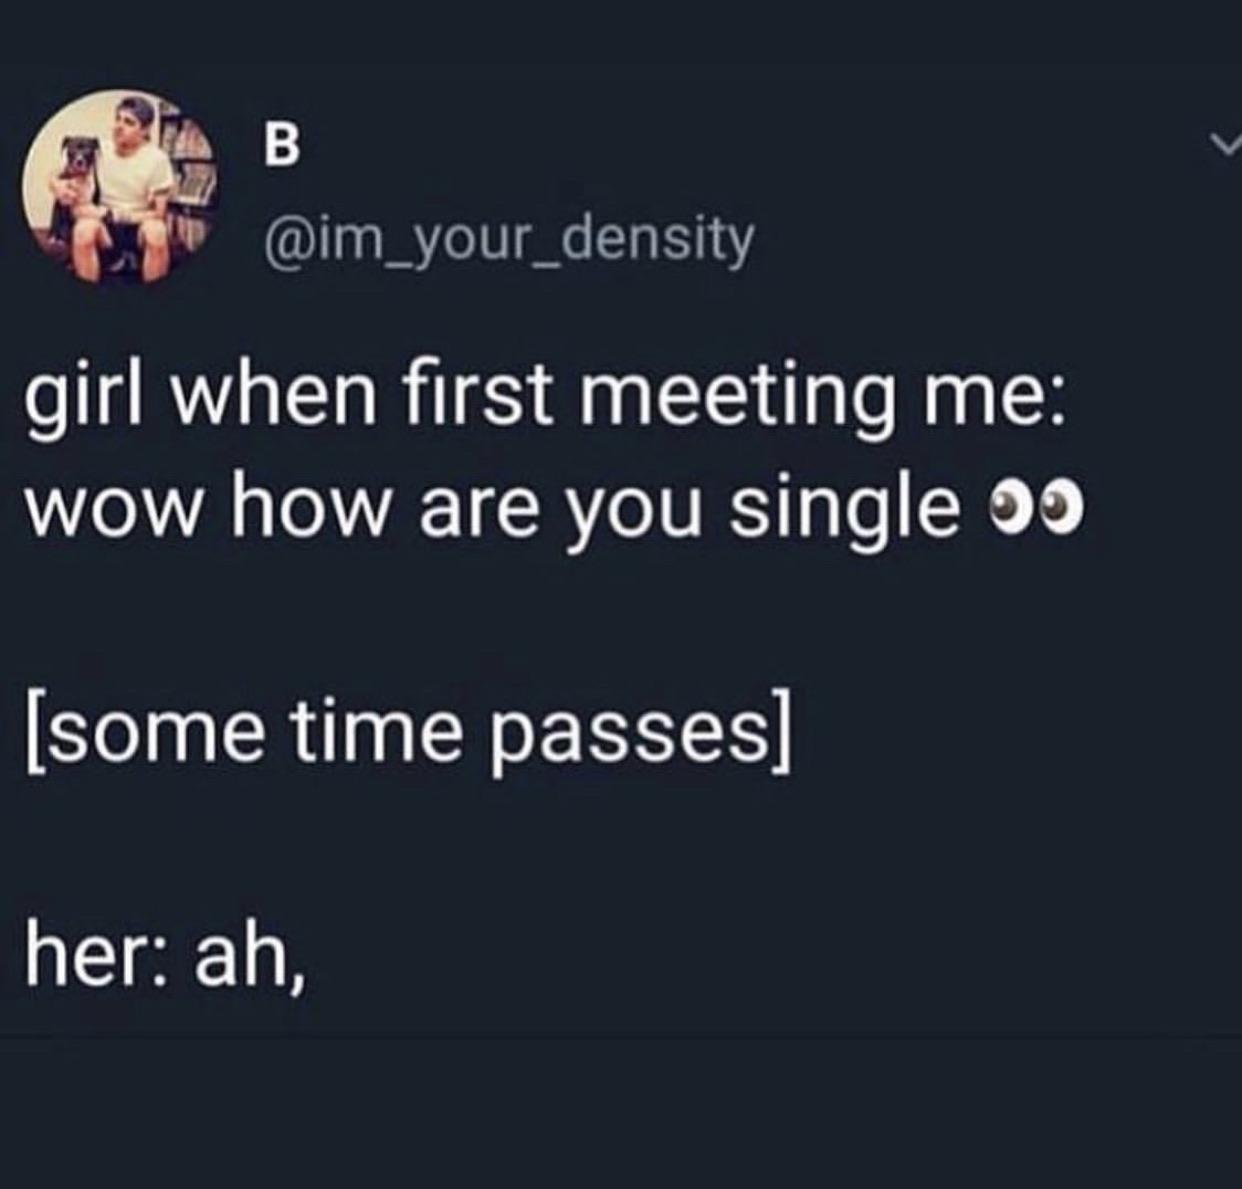 B
@im_your_density
girl when first meeting me:
wow how are you single 👀
[some time passes]
her: ah,